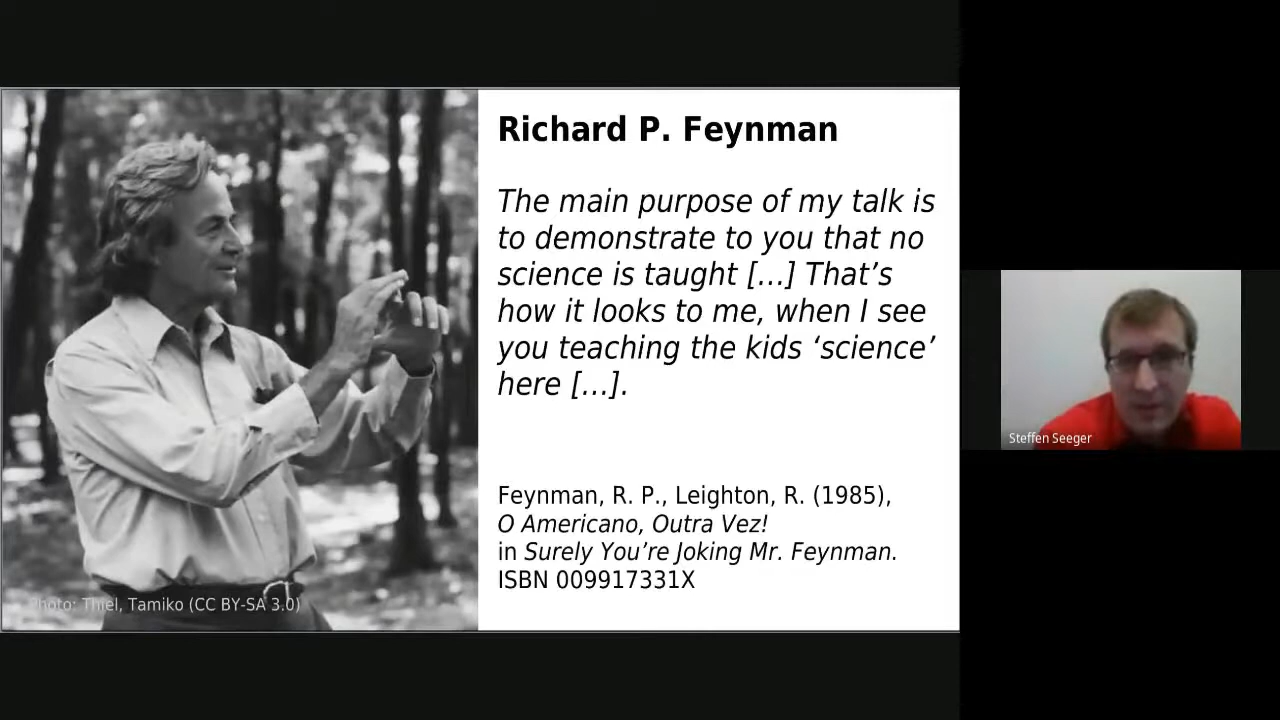 Richard P. Feynman
The main purpose of my talk is
to demonstrate to you that no
science is taught [...] That’s
how it looks to me, when I see
you teaching the kids ‘science’
here [...].
Feynman, R. P., Leighton, R. (1985),
O Americano, Outra Vez!
in Surely You’re Joking Mr. Feynman.
ISBN 009917331X
Photo: Thiel, Tamiko (CC BY-SA 3.0)
Steffen Seeger